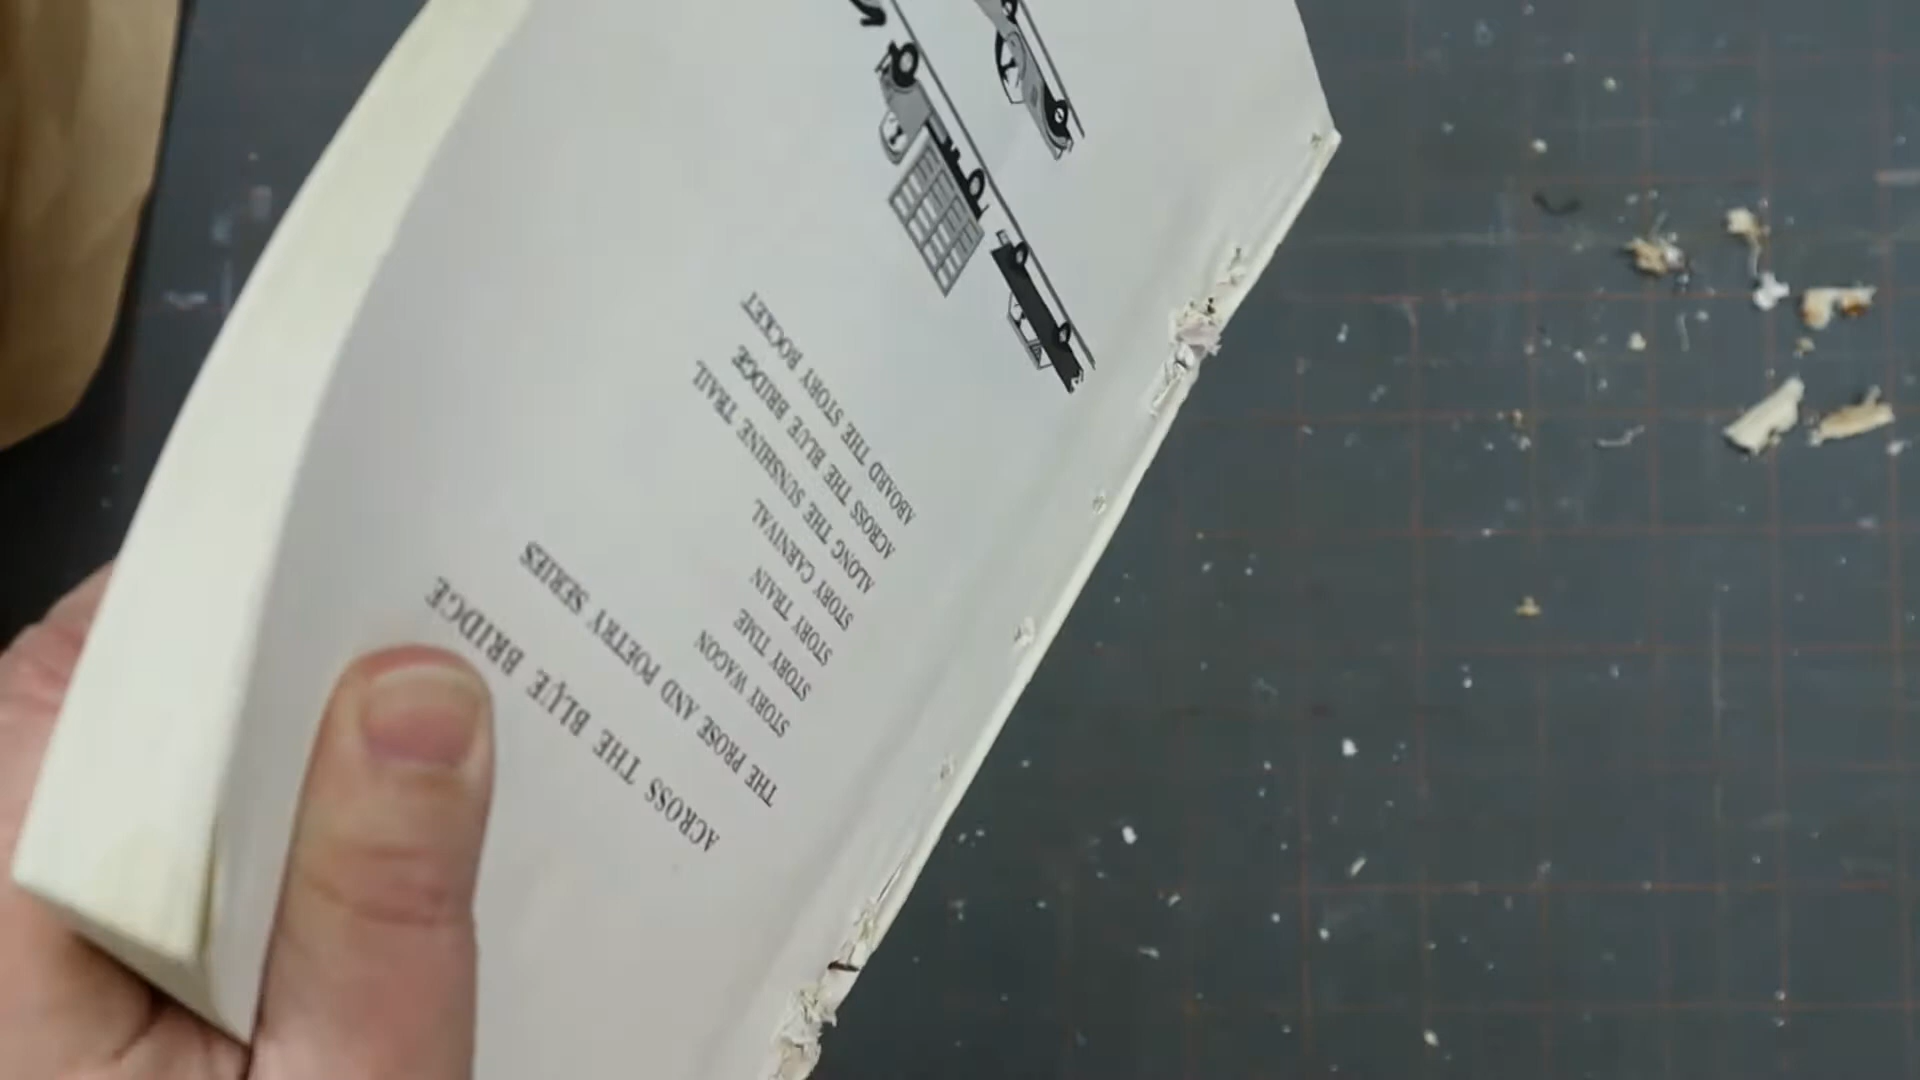 ACROSS THE BLUE BRIDGE
THE PROSE AND POETRY SERIES
STORY WAGON
STORY TIME
STORY TRAIN
STORY CARNIVAL
ALONG THE SUNSHINE TRAIL
ACROSS THE BLUE BRIDGE
ABOARD THE STORY ROCKET